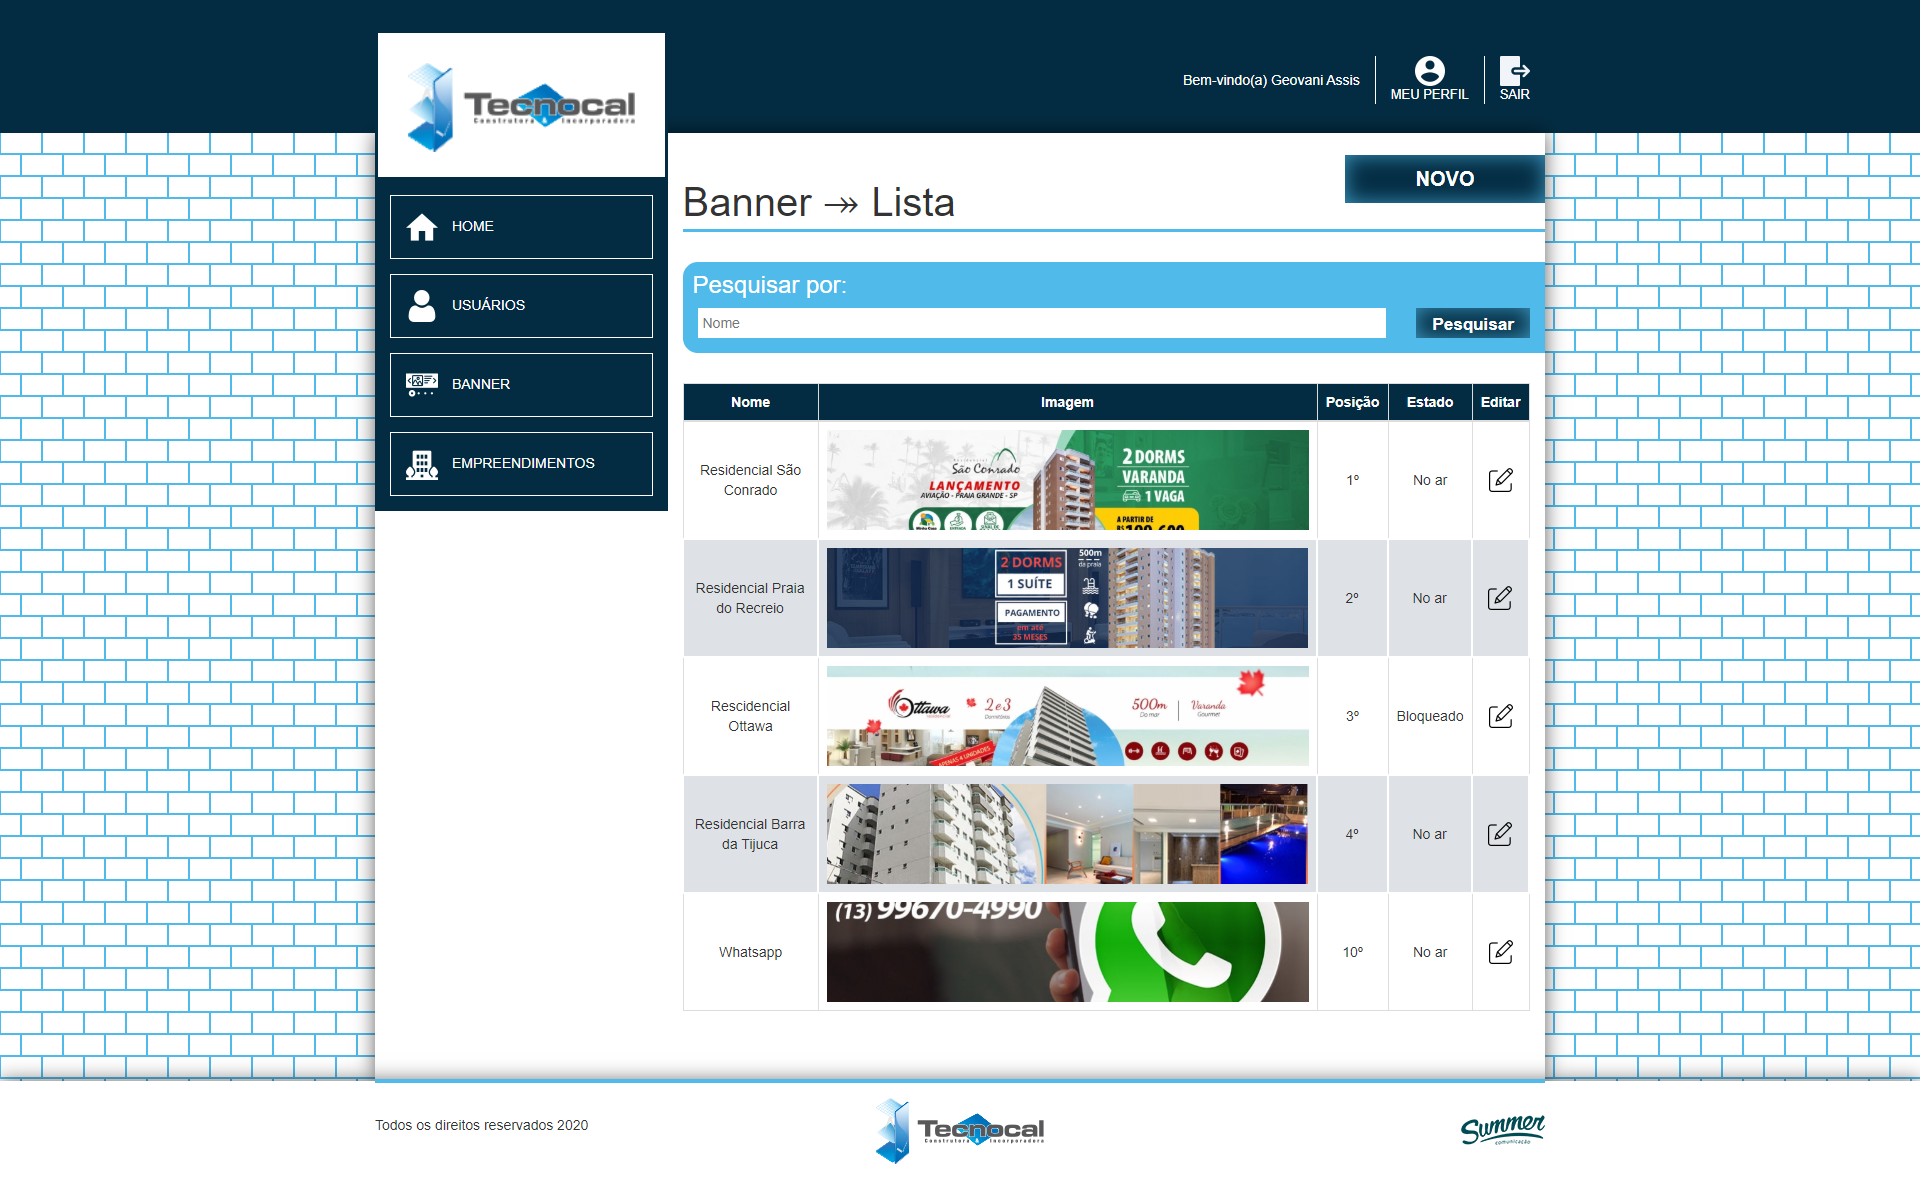 Tecnocal
Construtora & Incorporadora
Bem-vindo(a) Geovani Assis
MEU PERFIL
SAIR
HOME
USUÁRIOS
BANNER
EMPREENDIMENTOS
Banner ↠ Lista
NOVO
Pesquisar por:
Nome
Pesquisar
Nome
Imagem
Posição
Estado
Editar
Residencial São
Conrado
Residencial
São Conrado
LANÇAMENTO
AVIAÇÃO - PRAIA GRANDE - SP
2 DORMS
VARANDA
1 VAGA
A PARTIR DE
1º
No ar
Residencial Praia
do Recreio
2 DORMS
1 SUÍTE
PAGAMENTO
em até
35 MESES
500m
da praia
2º
No ar
Rescidencial
Ottawa
Ottawa
2 e 3
Dormitórios
APENAS 4 UNIDADES
500m
Do mar
Varanda
Gourmet
3º
Bloqueado
Residencial Barra
da Tijuca
4º
No ar
Whatsapp
(13) 99670-4990
10º
No ar
Todos os direitos reservados 2020
Tecnocal
Construtora & Incorporadora
Summer
comunicação